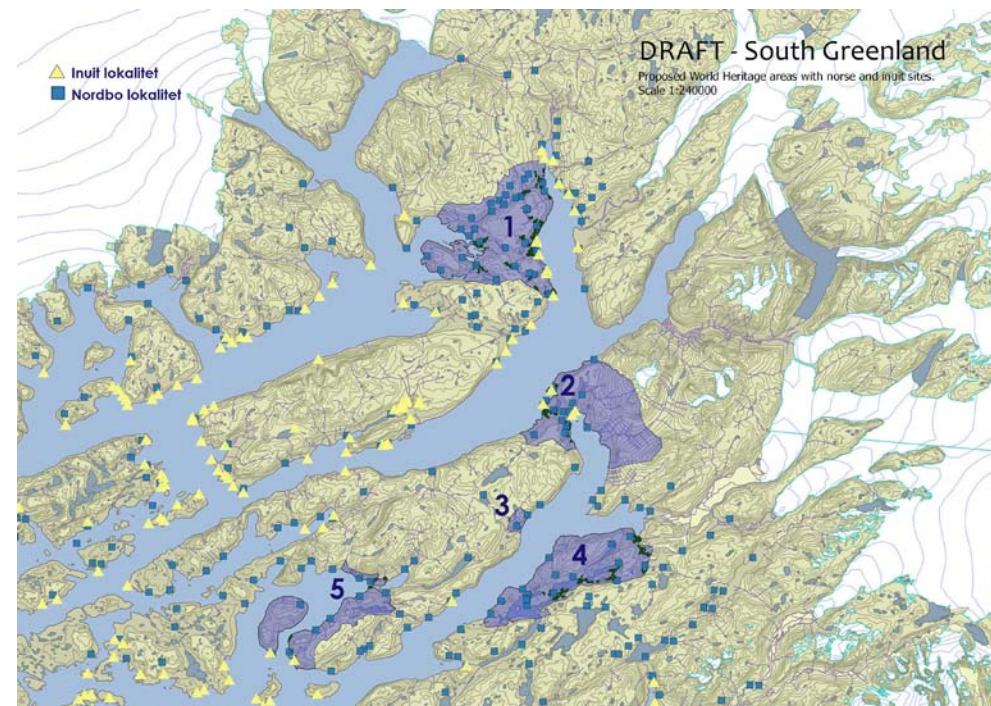 DRAFT - South Greenland
Proposed World Heritage areas with norse and inuit sites.
Scale 1:240000
Inuit lokalitet
Nordbo lokalitet
1
2
3
4
5